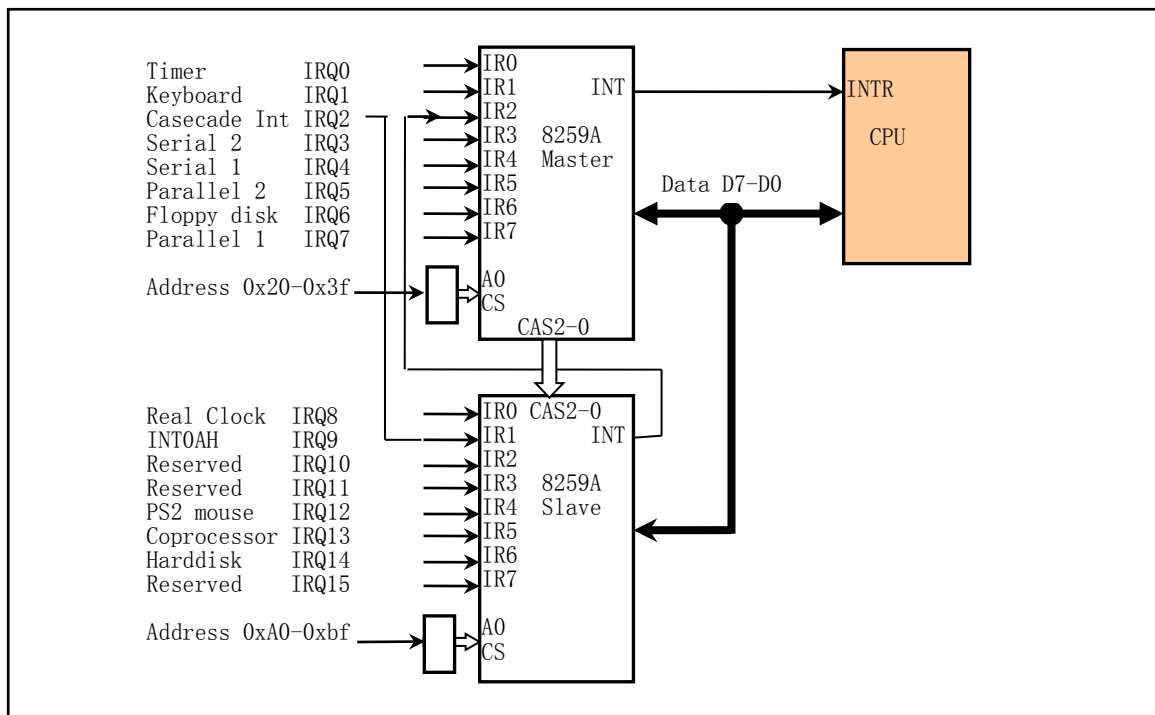 Timer IRQ0
Keyboard IRQ1
Casecade Int IRQ2
Serial 2 IRQ3
Serial 1 IRQ4
Parallel 2 IRQ5
Floppy disk IRQ6
Parallel 1 IRQ7
Address 0x20-0x3f
IR0
IR1
IR2
IR3
IR4
IR5
IR6
IR7
A0
CS
INT
8259A
Master
CAS2-0
INTR
CPU
Data D7-D0
Real Clock IRQ8
INT0AH IRQ9
Reserved IRQ10
Reserved IRQ11
PS2 mouse IRQ12
Coprocessor IRQ13
Harddisk IRQ14
Reserved IRQ15
Address 0xA0-0xbf
IR0 CAS2-0
IR1
IR2
IR3
IR4
IR5
IR6
IR7
A0
CS
INT
8259A
Slave